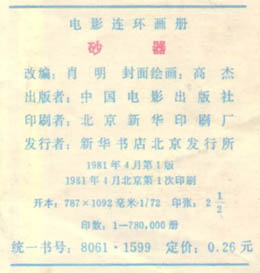 电影连环画册
砂器
改编：肖明 封面绘画：高杰
出版者：中国电影出版社
印刷者：北京新华印刷厂
发行者：新华书店北京发行所
1981年4月第1版
1981年4月北京第1次印刷
开本：787×1092毫米·1/72 印张：2 1/2
印数：1—780,000册
统一书号：8061·1599 定价：0.26元